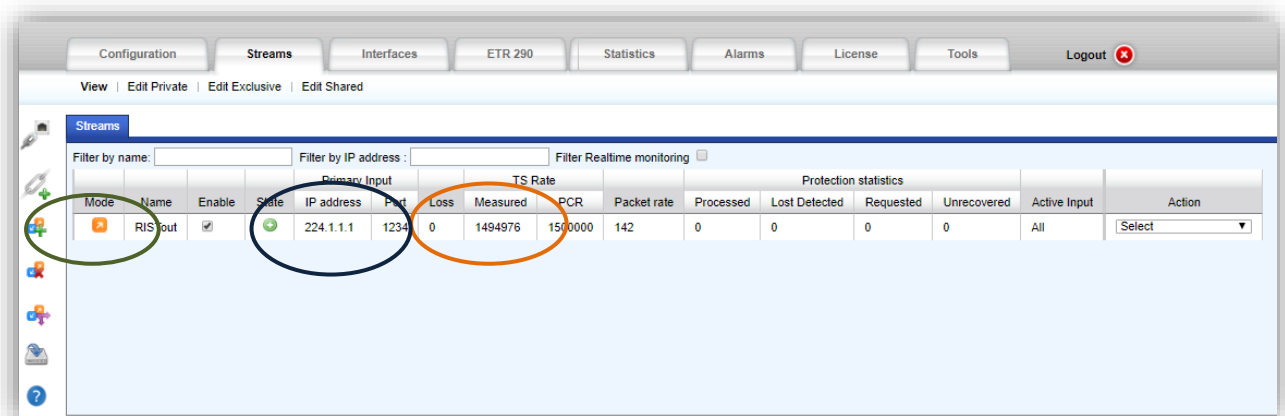 Configuration Streams Interfaces ETR 290 Statistics Alarms License Tools Logout
View | Edit Private | Edit Exclusive | Edit Shared
Streams
Filter by name: Filter by IP address : Filter Realtime monitoring
Primary Input TS Rate Protection statistics
Mode Name Enable State IP address Port Loss Measured PCR Packet rate Processed Lost Detected Requested Unrecovered Active Input Action
RISTout 224.1.1.1 1234 0 1494976 1500000 142 0 0 0 0 All Select